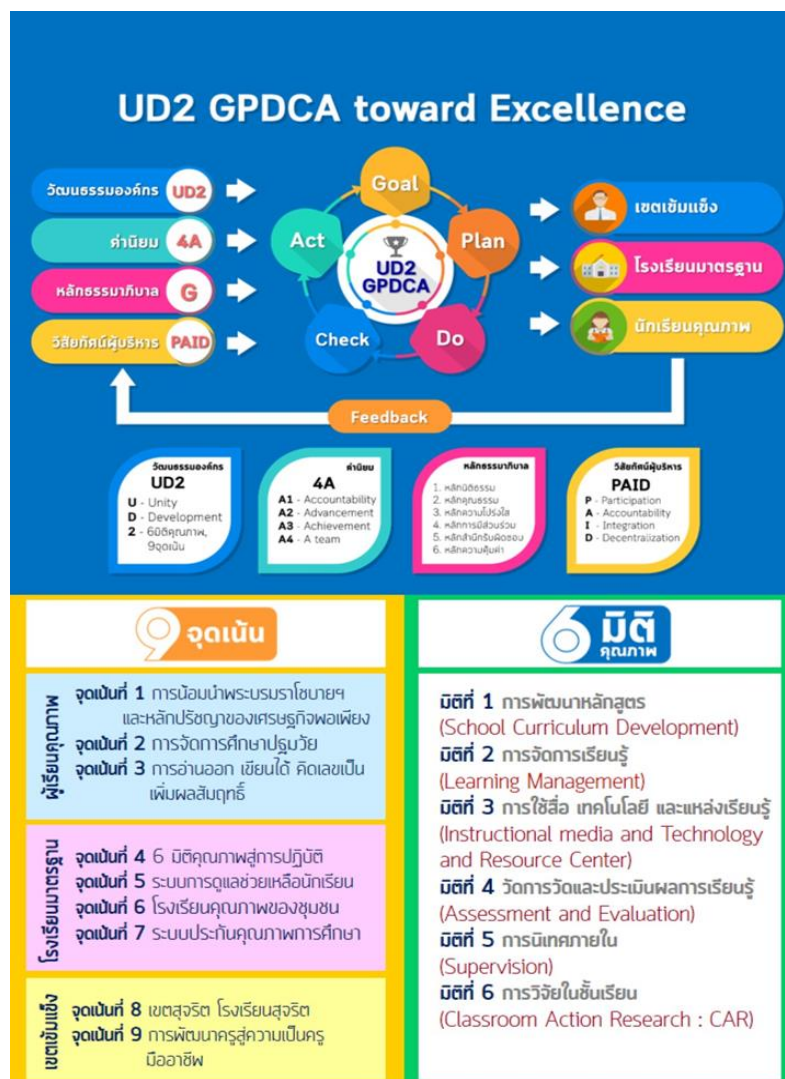 UD2 GPDCA toward Excellence
วัฒนธรรมองค์กร UD2
ค่านิยม 4A
หลักธรรมาภิบาล G
วิสัยทัศน์ผู้บริหาร PAID
Goal
Plan
Do
Check
Act
UD2
GPDCA
เขตเข้มแข็ง
โรงเรียนมาตรฐาน
นักเรียนคุณภาพ
Feedback
วัฒนธรรมองค์กร
UD2
U - Unity
D - Development
2 - 6มิติคุณภาพ,
9จุดเน้น
ค่านิยม
4A
A1 - Accountability
A2 - Advancement
A3 - Achievement
A4 - A team
หลักธรรมาภิบาล
1. หลักนิติธรรม
2. หลักคุณธรรม
3. หลักความโปร่งใส
4. หลักการมีส่วนร่วม
5. หลักสำนึกรับผิดชอบ
6. หลักความคุ้มค่า
วิสัยทัศน์ผู้บริหาร
PAID
P - Participation
A - Accountability
I - Integration
D - Decentralization
9 จุดเน้น
ผู้เรียนคุณภาพ
จุดเน้นที่ 1 การน้อมนำพระบรมราโชบายฯ
และหลักปรัชญาของเศรษฐกิจพอเพียง
จุดเน้นที่ 2 การจัดการศึกษาปฐมวัย
จุดเน้นที่ 3 การอ่านออก เขียนได้ คิดเลขเป็น
เพิ่มผลสัมฤทธิ์
โรงเรียนมาตรฐาน
จุดเน้นที่ 4 6 มิติคุณภาพสู่การปฏิบัติ
จุดเน้นที่ 5 ระบบการดูแลช่วยเหลือนักเรียน
จุดเน้นที่ 6 โรงเรียนคุณภาพของชุมชน
จุดเน้นที่ 7 ระบบประกันคุณภาพการศึกษา
เขตเข้มแข็ง
จุดเน้นที่ 8 เขตสุจริต โรงเรียนสุจริต
จุดเน้นที่ 9 การพัฒนาครูสู่ความเป็นครู
มืออาชีพ
6 มิติ
คุณภาพ
มิติที่ 1 การพัฒนาหลักสูตร
(School Curriculum Development)
มิติที่ 2 การจัดการเรียนรู้
(Learning Management)
มิติที่ 3 การใช้สื่อ เทคโนโลยี และแหล่งเรียนรู้
(Instructional media and Technology
and Resource Center)
มิติที่ 4 วัดการวัดและประเมินผลการเรียนรู้
(Assessment and Evaluation)
มิติที่ 5 การนิเทศภายใน
(Supervision)
มิติที่ 6 การวิจัยในชั้นเรียน
(Classroom Action Research : CAR)